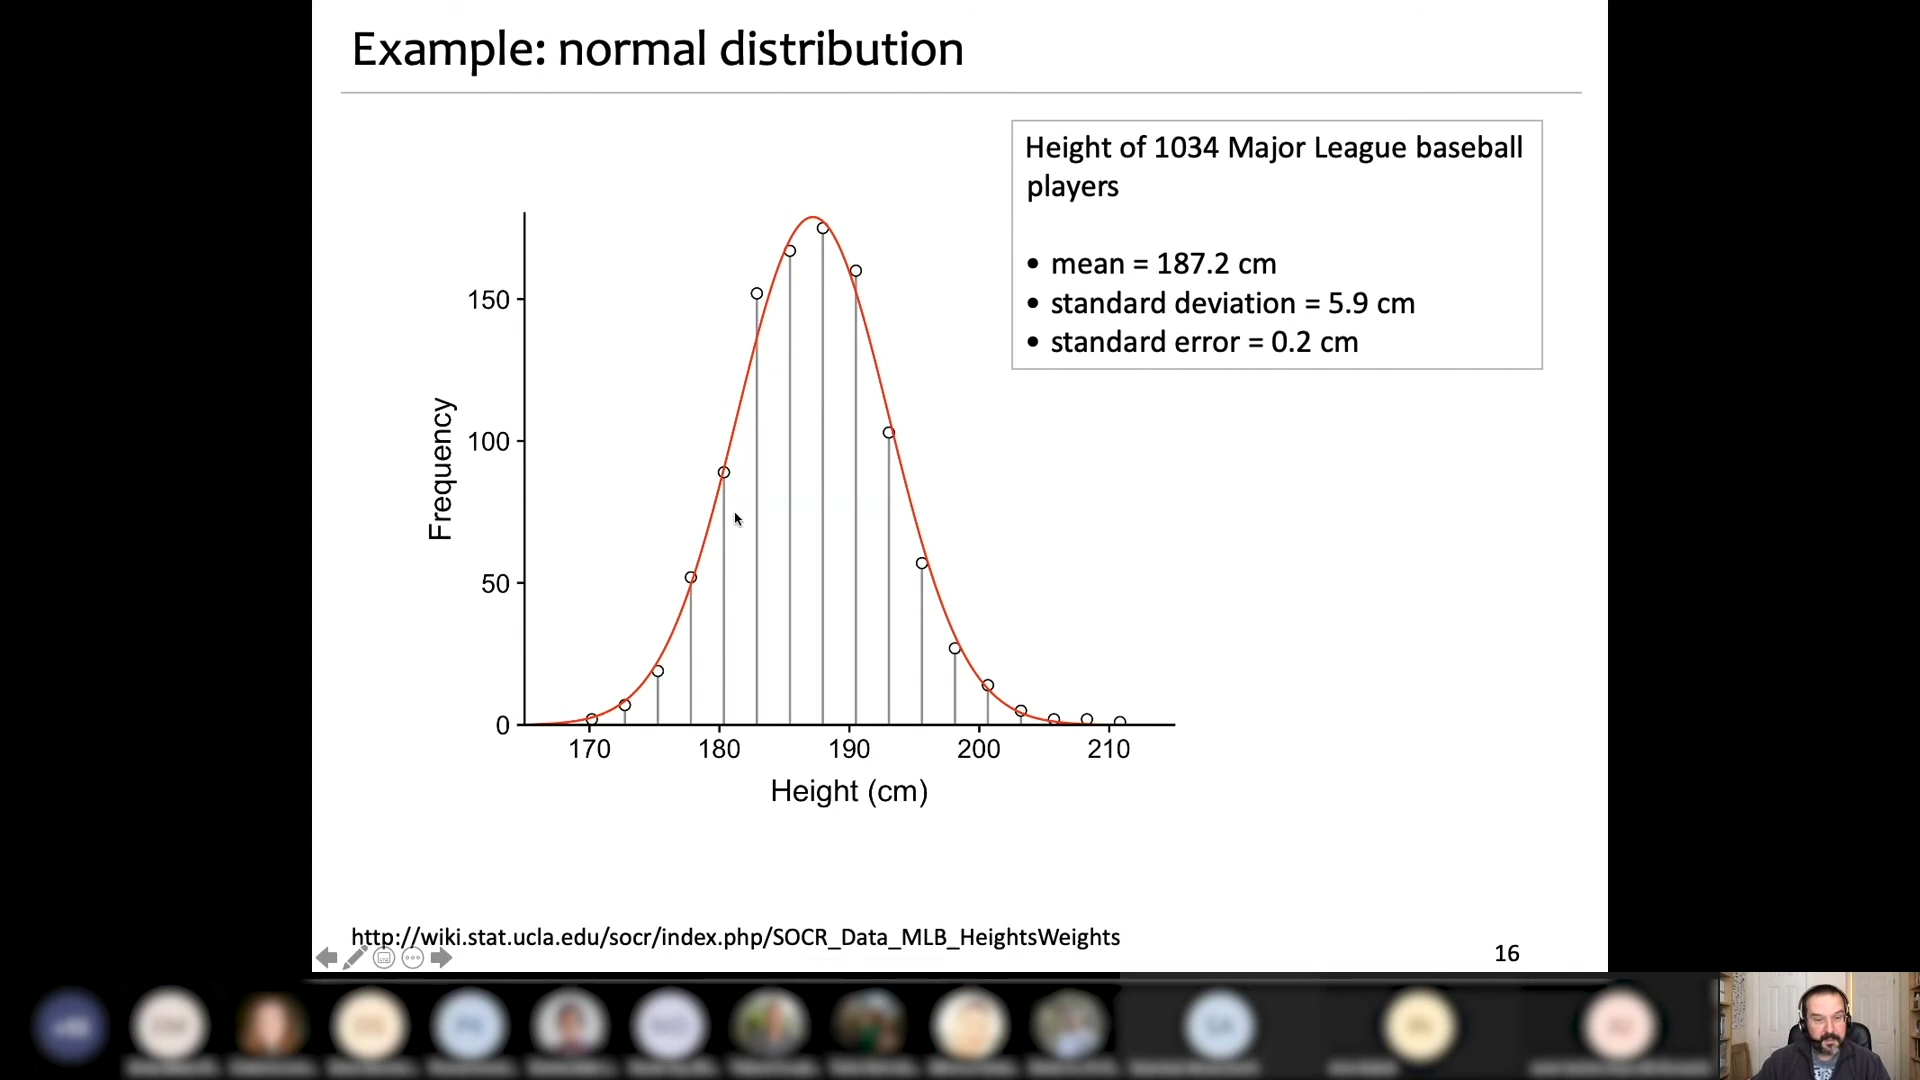 Example: normal distribution
Height of 1034 Major League baseball
players
• mean = 187.2 cm
• standard deviation = 5.9 cm
• standard error = 0.2 cm
Frequency
150
100
50
0
170 180 190 200 210
Height (cm)
http://wiki.stat.ucla.edu/socr/index.php/SOCR_Data_MLB_HeightsWeights
16